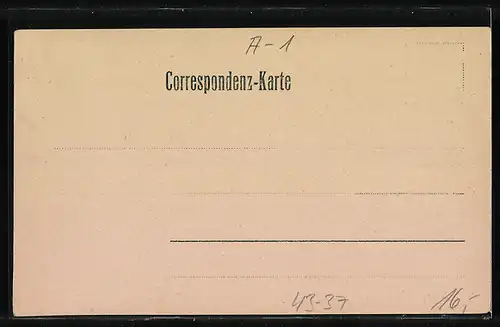 A-1
Correspondenz-Karte
43-37
16,-